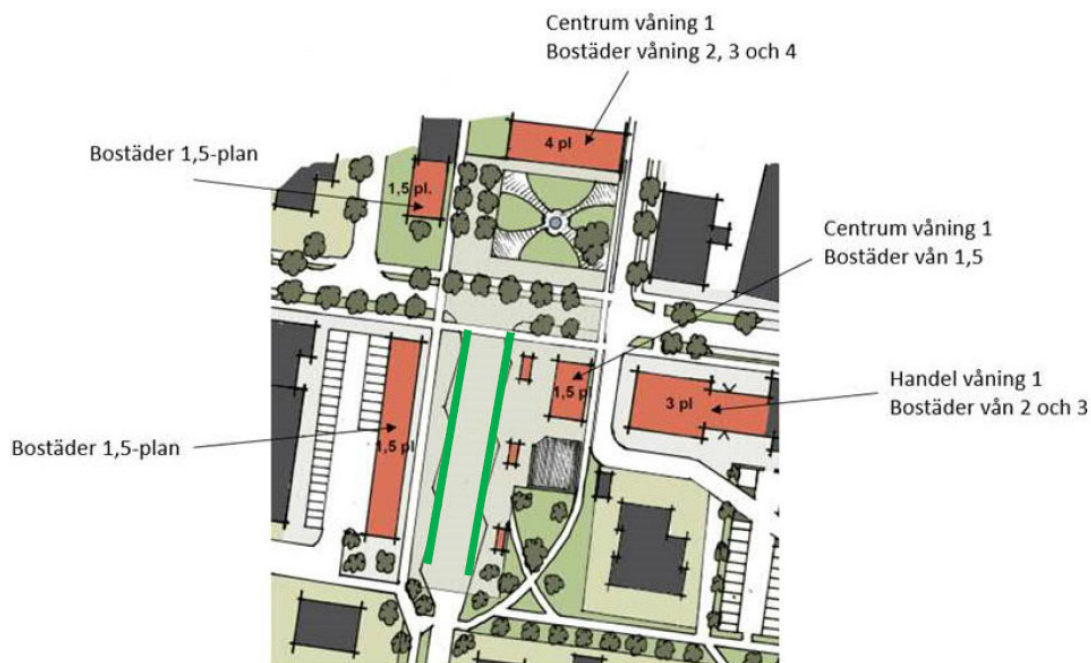 Centrum våning 1
Bostäder våning 2, 3 och 4
4 pl
Bostäder 1,5-plan
1,5 pl.
Centrum våning 1
Bostäder vån 1,5
1,5 pl
3 pl
Handel våning 1
Bostäder vån 2 och 3
Bostäder 1,5-plan
1,5 pl